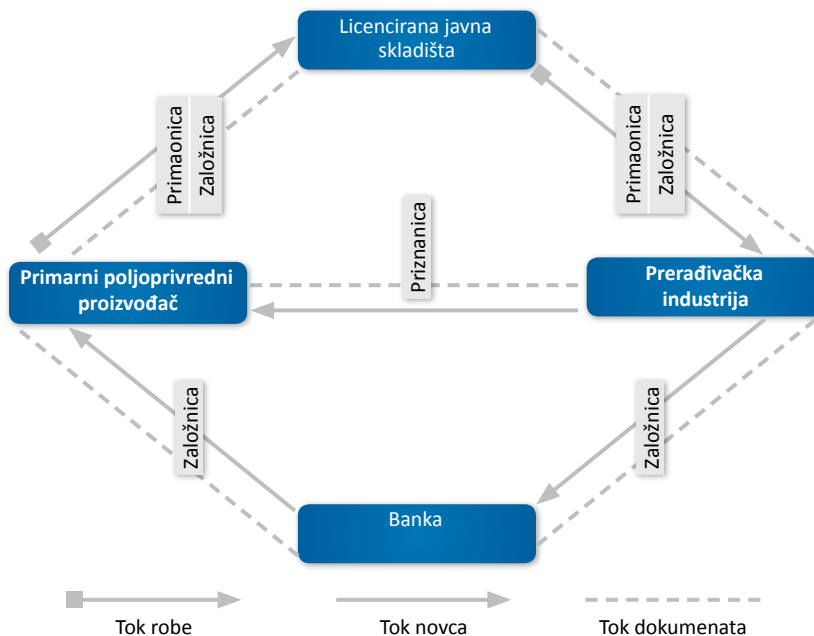 Licencirana javna
skladišta
Primaonica
Založnica
Primaonica
Založnica
Priznanica
Primarni poljoprivredni
proizvođač
Prerađivačka
industrija
Založnica
Založnica
Banka
Tok robe
Tok novca
Tok dokumenata